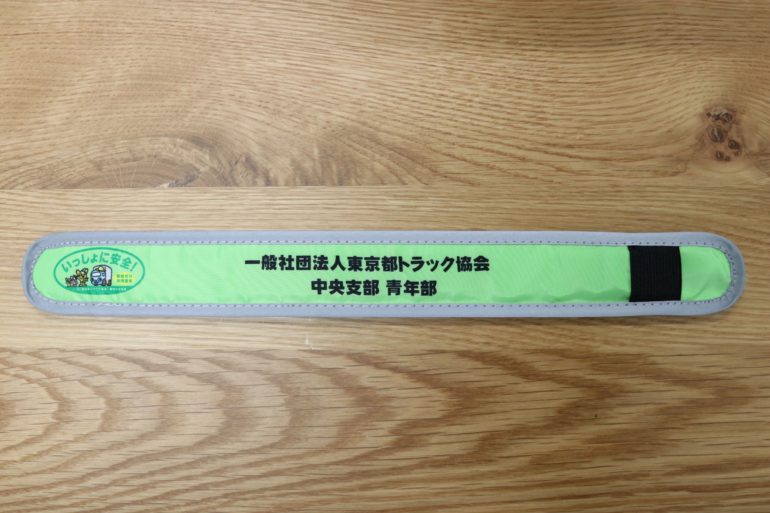 いっしょに安全!
一般社団法人東京都トラック協会
中央支部 青年部